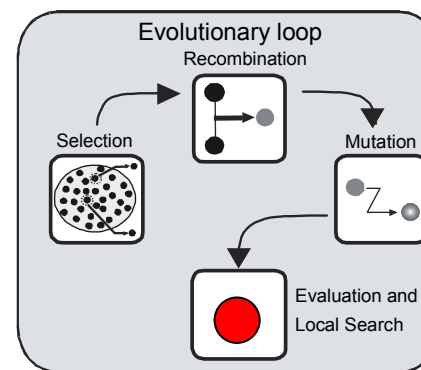 Evolutionary loop
Recombination
Selection
Mutation
Evaluation and
Local Search